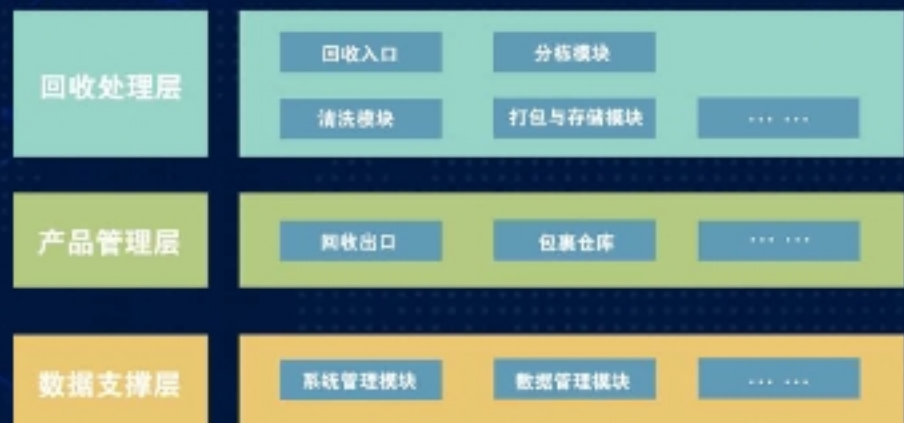 回收处理层
回收入口
分栋模块
清洗模块
打包与存储模块
... ...
产品管理层
回收出口
包裹仓库
... ...
数据支撑层
系统管理模块
数据管理模块
... ...